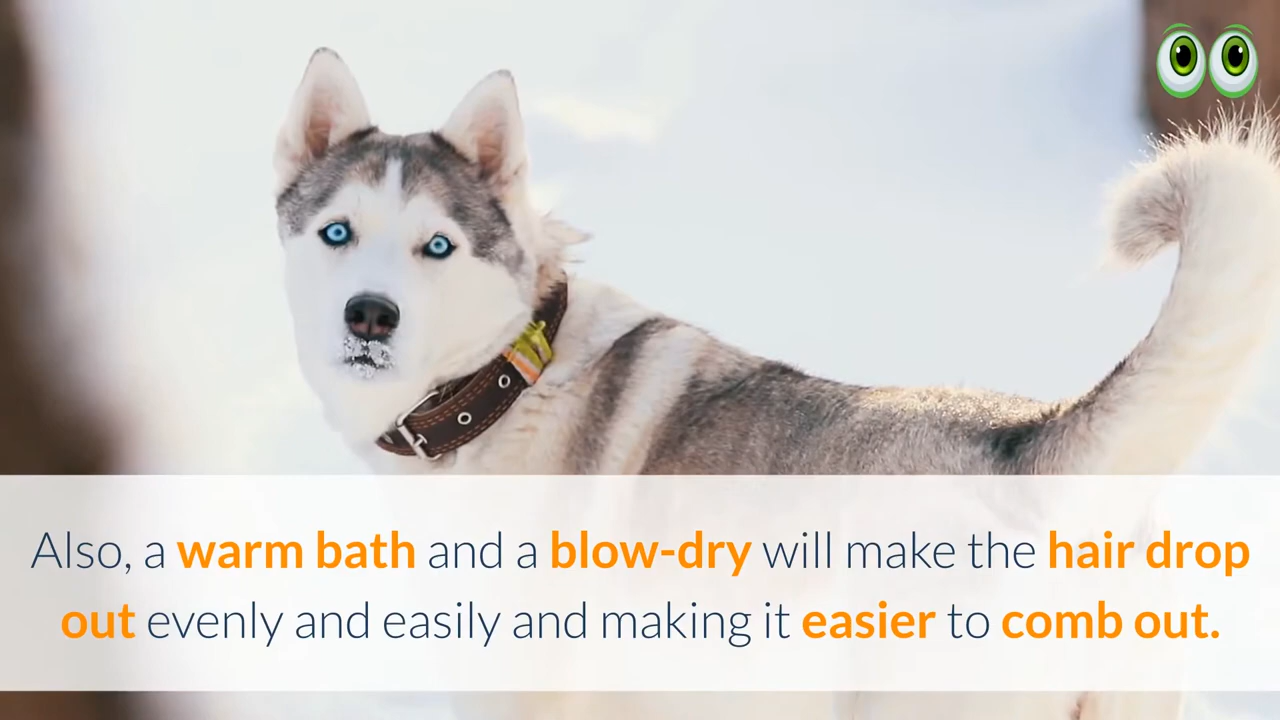 Also, a warm bath and a blow-dry will make the hair drop
out evenly and easily and making it easier to comb out.